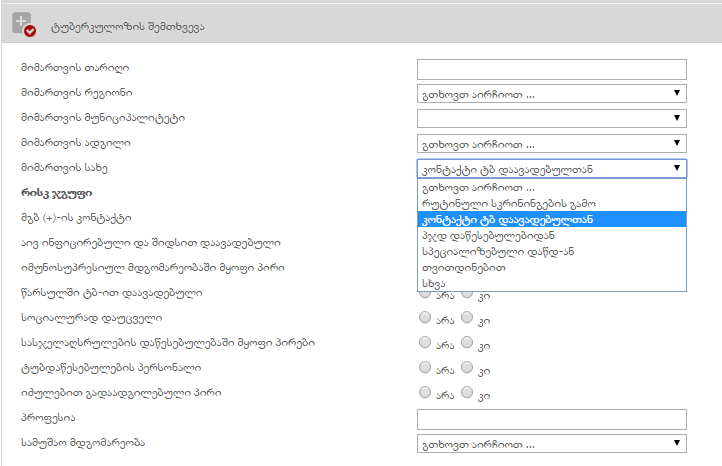 ტუბერკულოზის შემთხვევა
მიმართვის თარიღი
მიმართვის რეგიონი გთხოვთ აირჩიოთ ...
მიმართვის მუნიციპალიტეტი
მიმართვის ადგილი გთხოვთ აირჩიოთ ...
მიმართვის სახე კონტაქტი ტბ დაავადებულთან
რისკ ჯგუფი გთხოვთ აირჩიოთ ...
რუტინული სკრინინგების გამო
მგბ (+)-ის კონტაქტი კონტაქტი ტბ დაავადებულთან
პჯდ დაწესებულებიდან
აივ ინფიცირებული და შიდსით დაავადებული
სპეციალიზებული დაწდ-ან
იმუნოსუპრესიულ მდგომარეობაში მყოფი პირი თვითდინებით
სხვა
წარსულში ტბ-ით დაავადებული არა კი
სოციალურად დაუცველი არა კი
სასჯელაღსრულების დაწესებულებაში მყოფი პირები არა კი
ტუბდაწესებულების პერსონალი არა კი
იძულებით გადაადგილებული პირი არა კი
პროფესია
სამუშაო მდგომარეობა გთხოვთ აირჩიოთ ...